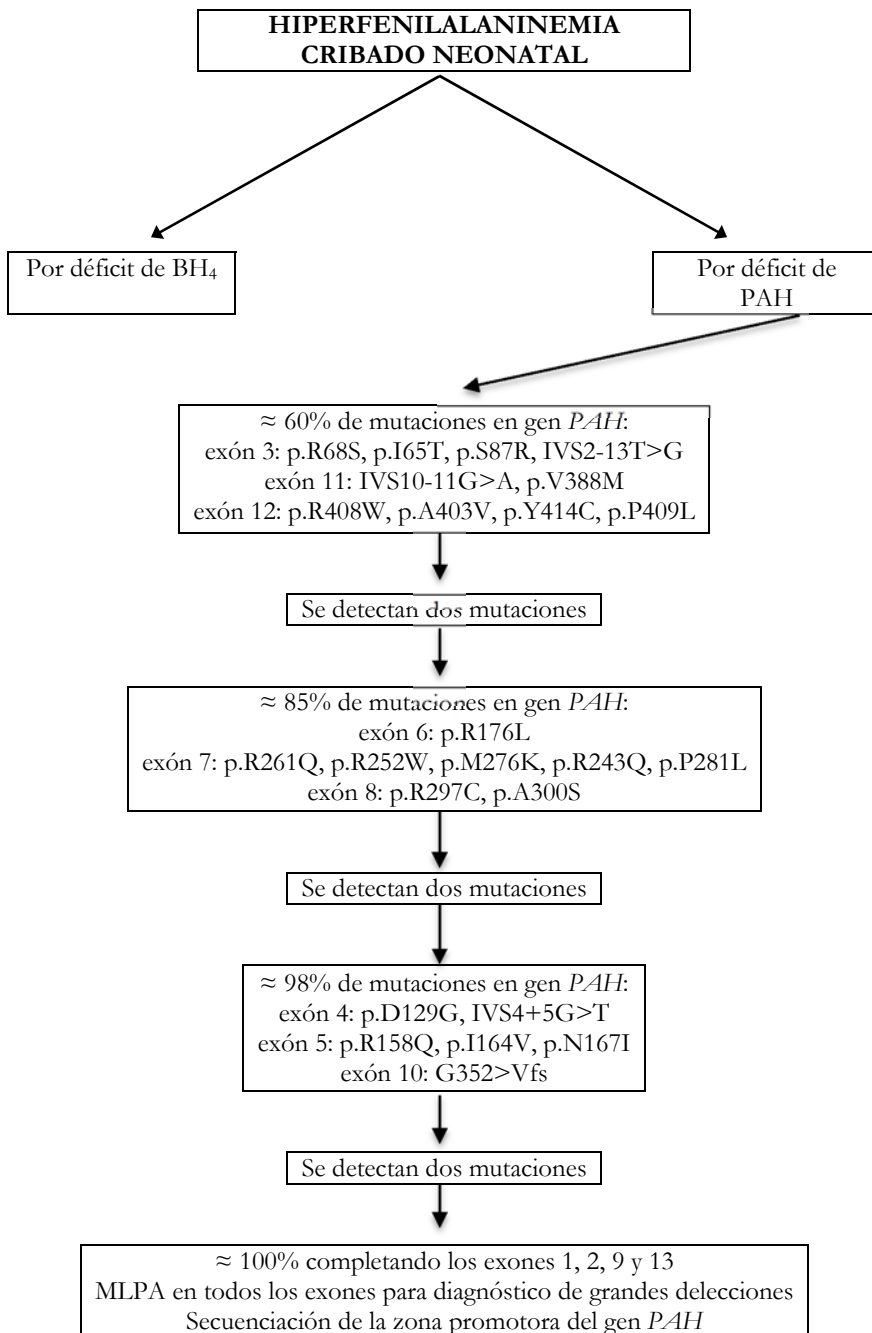 HIPERFENILALANINEMIA
CRIBADO NEONATAL
Por déficit de BH₄
Por déficit de
PAH
≈ 60% de mutaciones en gen PAH:
exón 3: p.R68S, p.I65T, p.S87R, IVS2-13T>G
exón 11: IVS10-11G>A, p.V388M
exón 12: p.R408W, p.A403V, p.Y414C, p.P409L
Se detectan dos mutaciones
≈ 85% de mutaciones en gen PAH:
exón 6: p.R176L
exón 7: p.R261Q, p.R252W, p.M276K, p.R243Q, p.P281L
exón 8: p.R297C, p.A300S
Se detectan dos mutaciones
≈ 98% de mutaciones en gen PAH:
exón 4: p.D129G, IVS4+5G>T
exón 5: p.R158Q, p.I164V, p.N167I
exón 10: G352>Vfs
Se detectan dos mutaciones
≈ 100% completando los exones 1, 2, 9 y 13
MLPA en todos los exones para diagnóstico de grandes delecciones
Secuenciación de la zona promotora del gen PAH